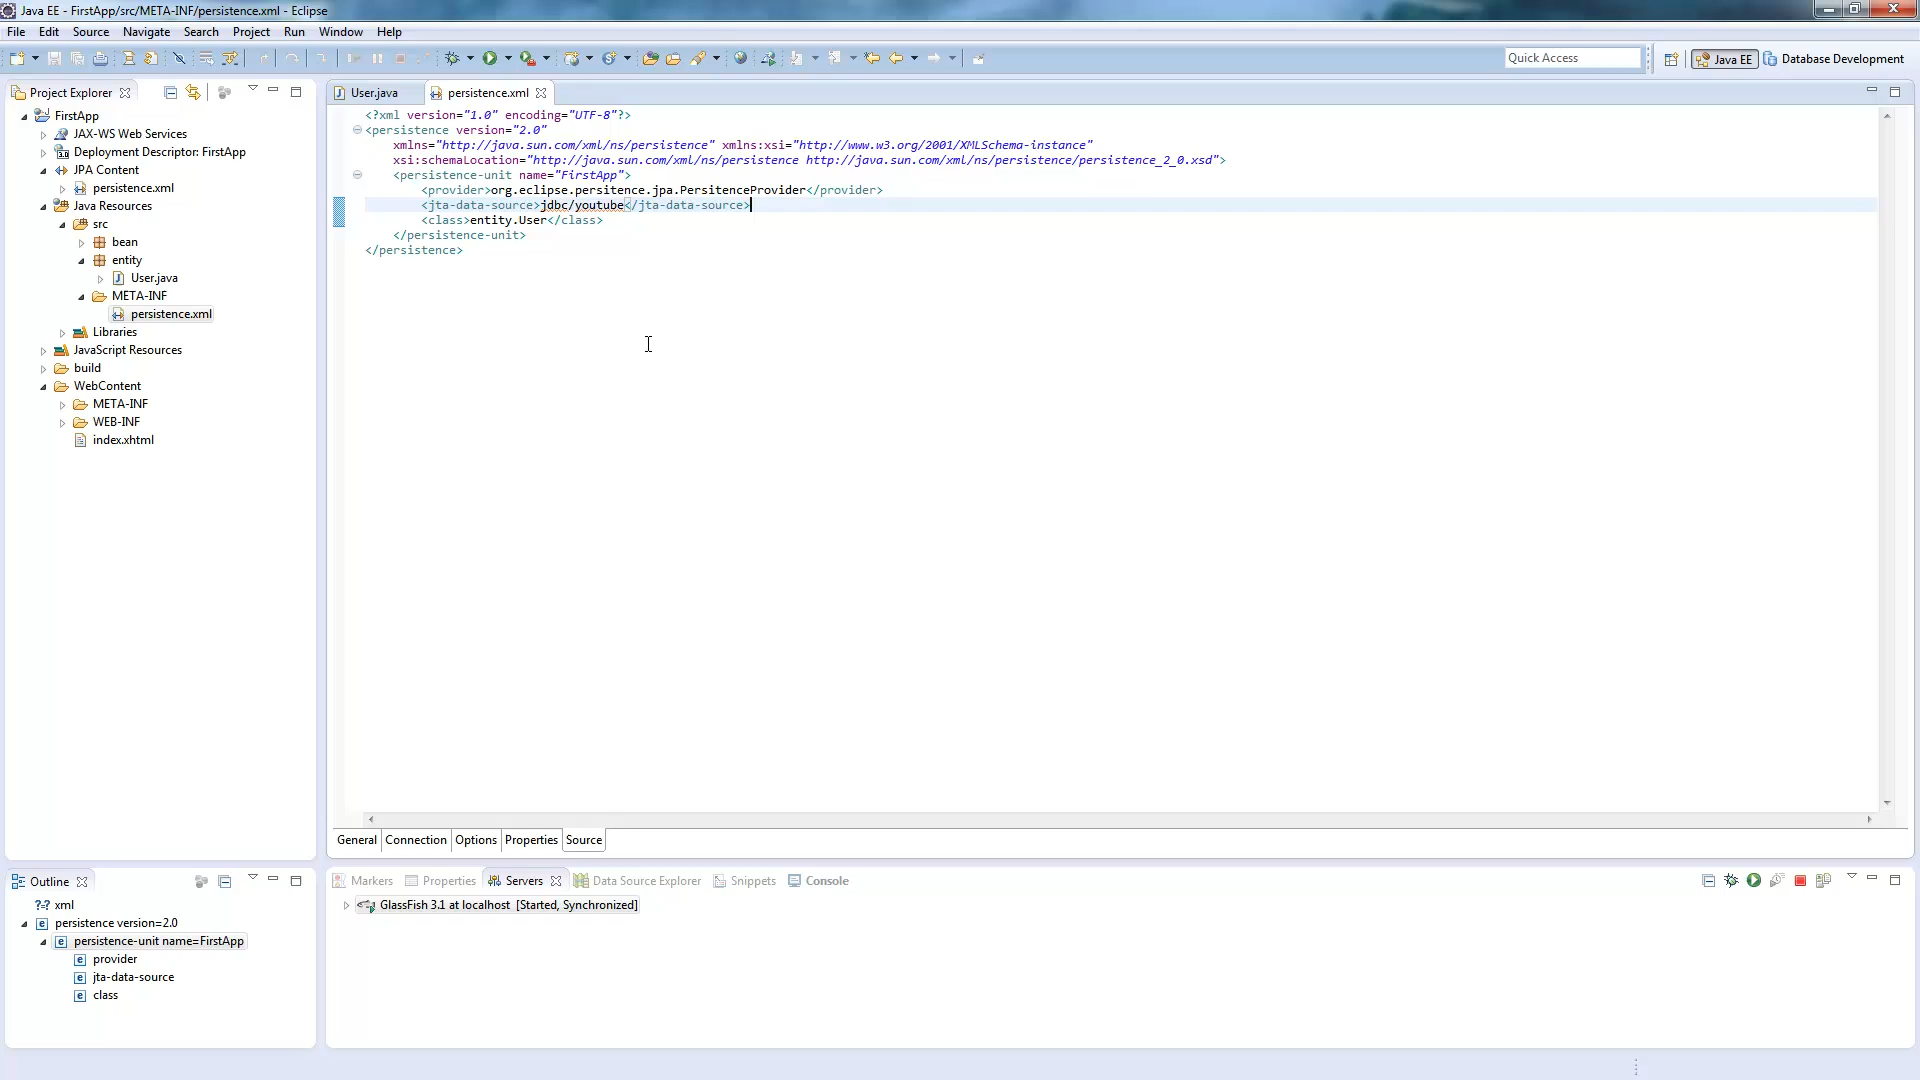 Java EE - FirstApp/src/META-INF/persistence.xml - Eclipse
File Edit Source Navigate Search Project Run Window Help
Quick Access
Java EE
Database Development
Project Explorer
FirstApp
JAX-WS Web Services
Deployment Descriptor: FirstApp
JPA Content
persistence.xml
Java Resources
src
bean
entity
User.java
META-INF
persistence.xml
Libraries
JavaScript Resources
build
WebContent
META-INF
WEB-INF
index.xhtml
User.java
persistence.xml
<?xml version="1.0" encoding="UTF-8"?>
<persistence version="2.0"
xmlns="http://java.sun.com/xml/ns/persistence" xmlns:xsi="http://www.w3.org/2001/XMLSchema-instance"
xsi:schemaLocation="http://java.sun.com/xml/ns/persistence http://java.sun.com/xml/ns/persistence/persistence_2_0.xsd">
<persistence-unit name="FirstApp">
<provider>org.eclipse.persitence.jpa.PersitenceProvider</provider>
<jta-data-source>jdbc/youtube</jta-data-source>
<class>entity.User</class>
</persistence-unit>
</persistence>
General Connection Options Properties Source
Outline
?-? xml
persistence version=2.0
persistence-unit name=FirstApp
provider
jta-data-source
class
Markers Properties Servers Data Source Explorer Snippets Console
GlassFish 3.1 at localhost [Started, Synchronized]